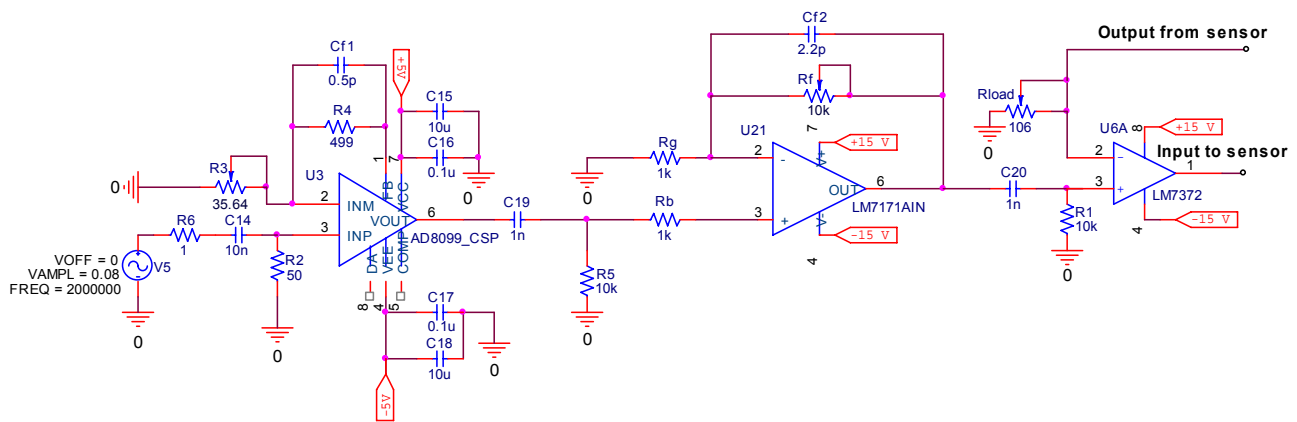 Cf1
0.5p
R4
499
R3
35.64
0
+5V
C15
10u
C16
0.1u
0
U3
1
7
2
INM
FB
VCC
3
INP
VOUT
6
AD8099_CSP
DA
VEE
COMP
8
4
5
R6
1
C14
10n
R2
50
0
VOFF = 0
VAMPL = 0.08
FREQ = 2000000
V5
0
C17
0.1u
C18
10u
0
-5V
C19
1n
R5
10k
0
Rg
1k
0
Rb
1k
Cf2
2.2p
Rf
10k
U21
7
+15 V
2
-
V+
OUT
6
LM7171AIN
3
+
V-
-15 V
4
C20
1n
R1
10k
0
Output from sensor
Rload
106
0
U6A
8
+15 V
2
-
Input to sensor
1
3
+
LM7372
4
-15 V